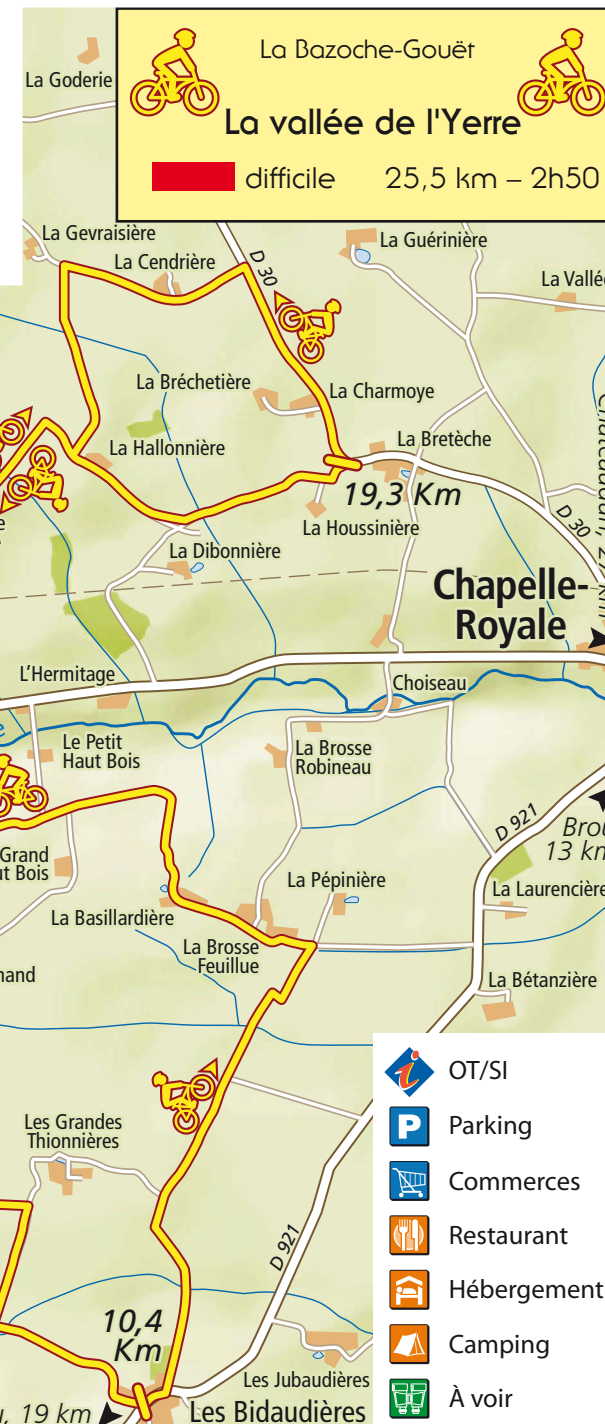 La Bazoche-Gouët
La vallée de l'Yerre
difficile 25,5 km – 2h50
La Goderie
La Gevraisière
La Cendrière
D 30
La Guérinière
La Bréchetière
La Charmoye
La Hallonnière
La Bretèche
19,3 Km
La Houssinière
D 30
La Dibonnière
Chapelle-
Royale
L'Hermitage
Choiseau
Le Petit
Haut Bois
La Brosse
Robineau
D 921
13 km
La Pépinière
La Laurencière
La Basillardière
La Brosse
Feuillue
La Bétanzière
Les Grandes
Thionnières
D 921
10,4
Km
Les Jubaudières
19 km
Les Bidaudières
OT/SI
Parking
Commerces
Restaurant
Hébergement
Camping
À voir